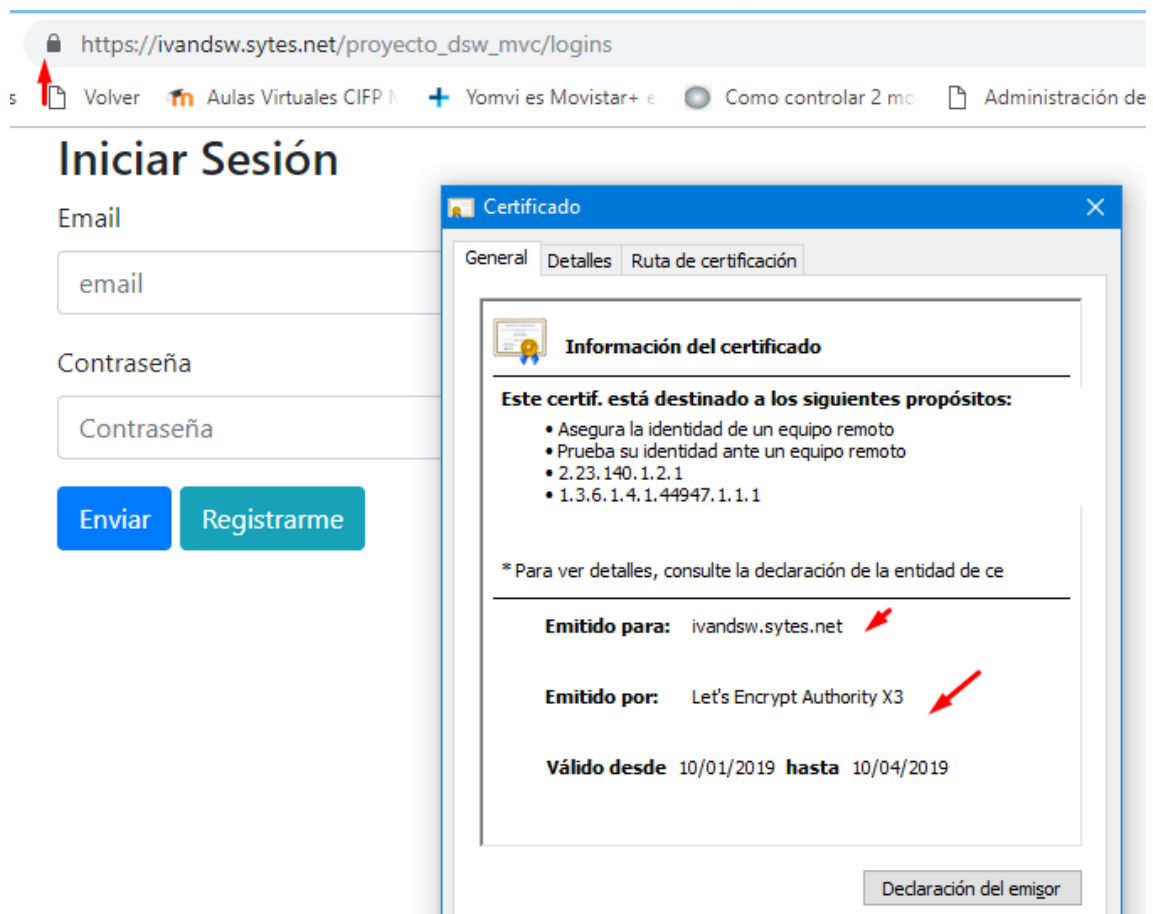 https://ivandsw.sytes.net/proyecto_dsw_mvc/logins
s Volver Aulas Virtuales CIFP Yomvi es Movistar+ e Como controlar 2 mo Administración de
Iniciar Sesión
Email
email
Contraseña
Contraseña
Enviar Registrarme
Certificado
General Detalles Ruta de certificación
Información del certificado
Este certif. está destinado a los siguientes propósitos:
• Asegura la identidad de un equipo remoto
• Prueba su identidad ante un equipo remoto
• 2.23.140.1.2.1
• 1.3.6.1.4.1.44947.1.1.1
* Para ver detalles, consulte la declaración de la entidad de ce
Emitido para: ivandsw.sytes.net
Emitido por: Let's Encrypt Authority X3
Válido desde 10/01/2019 hasta 10/04/2019
Declaración del emisor